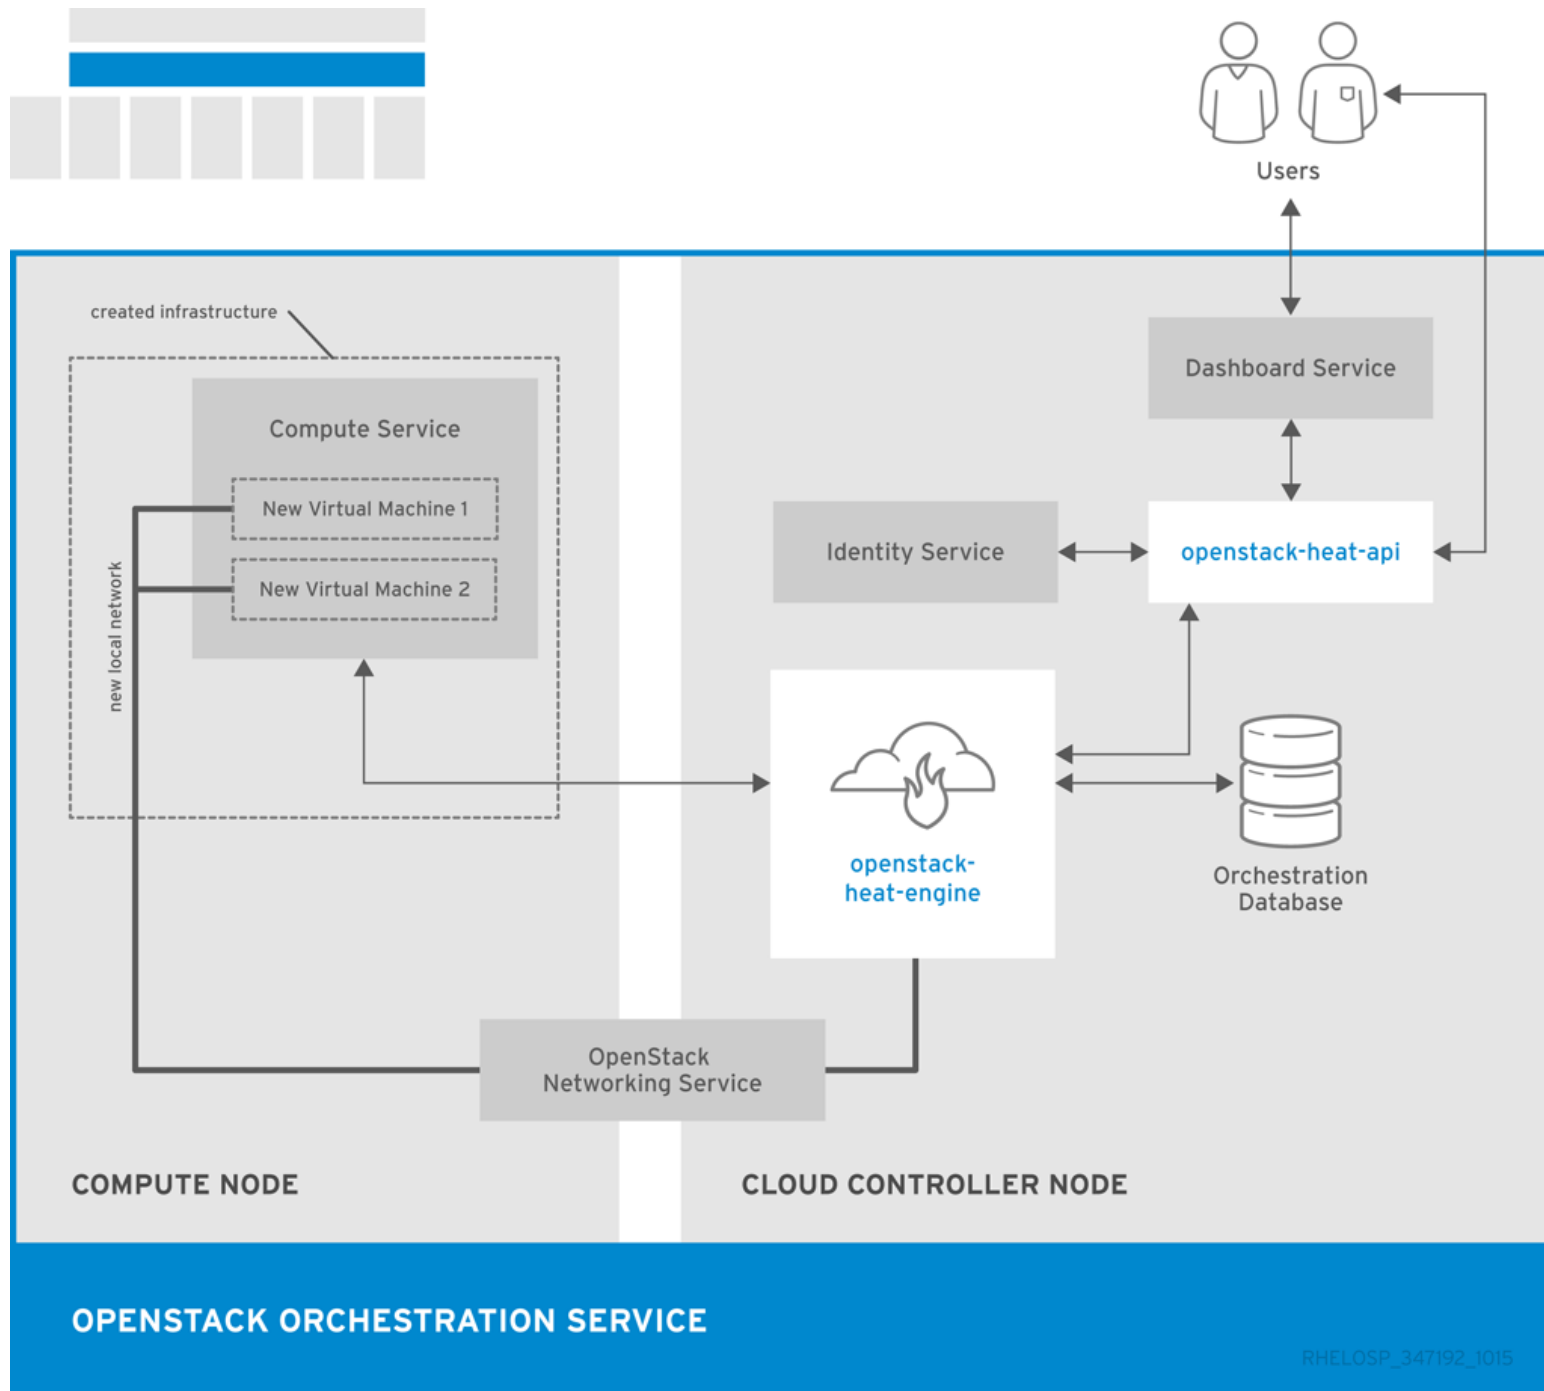 Users
created infrastructure
Dashboard Service
Compute Service
New Virtual Machine 1
New Virtual Machine 2
new local network
Identity Service
openstack-heat-api
openstack-
heat-engine
Orchestration
Database
OpenStack
Networking Service
COMPUTE NODE
CLOUD CONTROLLER NODE
OPENSTACK ORCHESTRATION SERVICE
RHELOSP_347192_1015